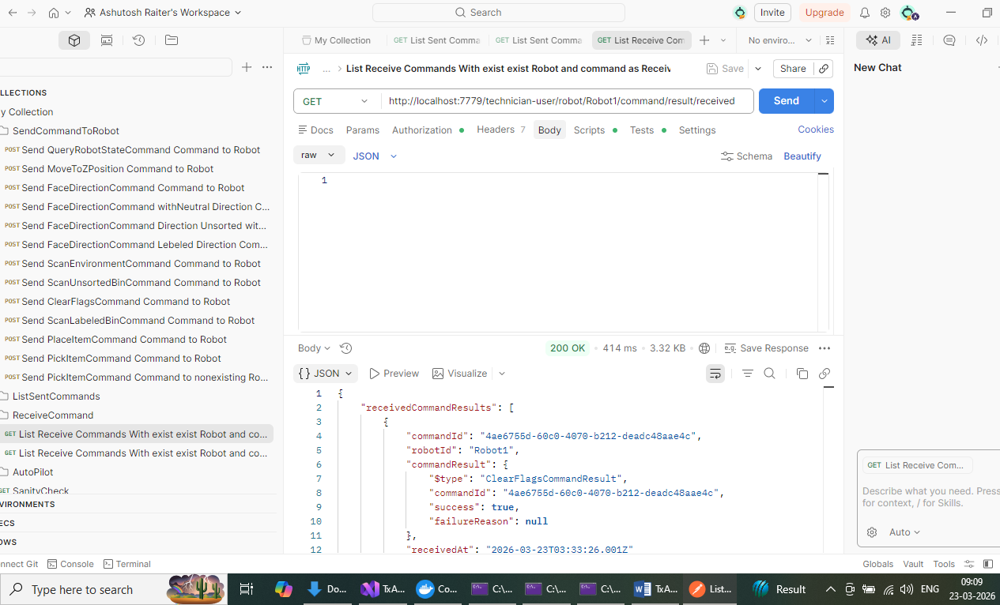 Ashutosh Raiter's Workspace
Search
Invite
Upgrade
My Collection
GET List Sent Comma
GET List Sent Comma
GET List Receive Com
No enviro...
AI
HTTP
... > List Receive Commands With exist exist Robot and command as Receiv
Save
Share
New Chat
LLECTIONS
y Collection
SendCommandToRobot
POST Send QueryRobotStateCommand Command to Robot
POST Send MoveToZPosition Command to Robot
POST Send FaceDirectionCommand Command to Robot
POST Send FaceDirectionCommand withNeutral Direction C...
POST Send FaceDirectionCommand Direction Unsorted wit...
POST Send FaceDirectionCommand Labeled Direction Com...
POST Send ScanEnvironmentCommand Command to Robot
POST Send ScanUnsortedBinCommand Command to Robot
POST Send ClearFlagsCommand Command to Robot
POST Send ScanLabeledBinCommand Command to Robot
POST Send PlaceItemCommand Command to Robot
POST Send PickItemCommand Command to Robot
POST Send PickItemCommand Command to nonexisting Ro...
ListSentCommands
ReceiveCommand
GET List Receive Commands With exist exist Robot and co...
GET List Receive Commands With exist exist Robot and co...
AutoPilot
GET SanityCheck
VIRONMENTS
ECS
OWS
GET
http://localhost:7779/technician-user/robot/Robot1/command/result/received
Send
Docs
Params
Authorization
Headers 7
Body
Scripts
Tests
Settings
Cookies
raw
JSON
Schema
Beautify
1
Body
200 OK
414 ms
3.32 KB
e.g. Save Response
{} JSON
Preview
Visualize
1 {
2 "receivedCommandResults": [
3 {
4 "commandId": "4ae6755d-60c0-4070-b212-deadc48aae4c",
5 "robotId": "Robot1",
6 "commandResult": {
7 "$type": "ClearFlagsCommandResult",
8 "commandId": "4ae6755d-60c0-4070-b212-deadc48aae4c",
9 "success": true,
10 "failureReason": null
11 },
12 "receivedAt": "2026-03-23T03:33:26.001Z"
GET List Receive Com...
Describe what you need. Press
for context, / for Skills.
Auto
nnect Git
Console
Terminal
Globals
Vault
Tools
Type here to search
Do...
TxA...
Co...
C:\...
C:\...
C:\...
TxA...
List...
Result
ENG
09:09
23-03-2026